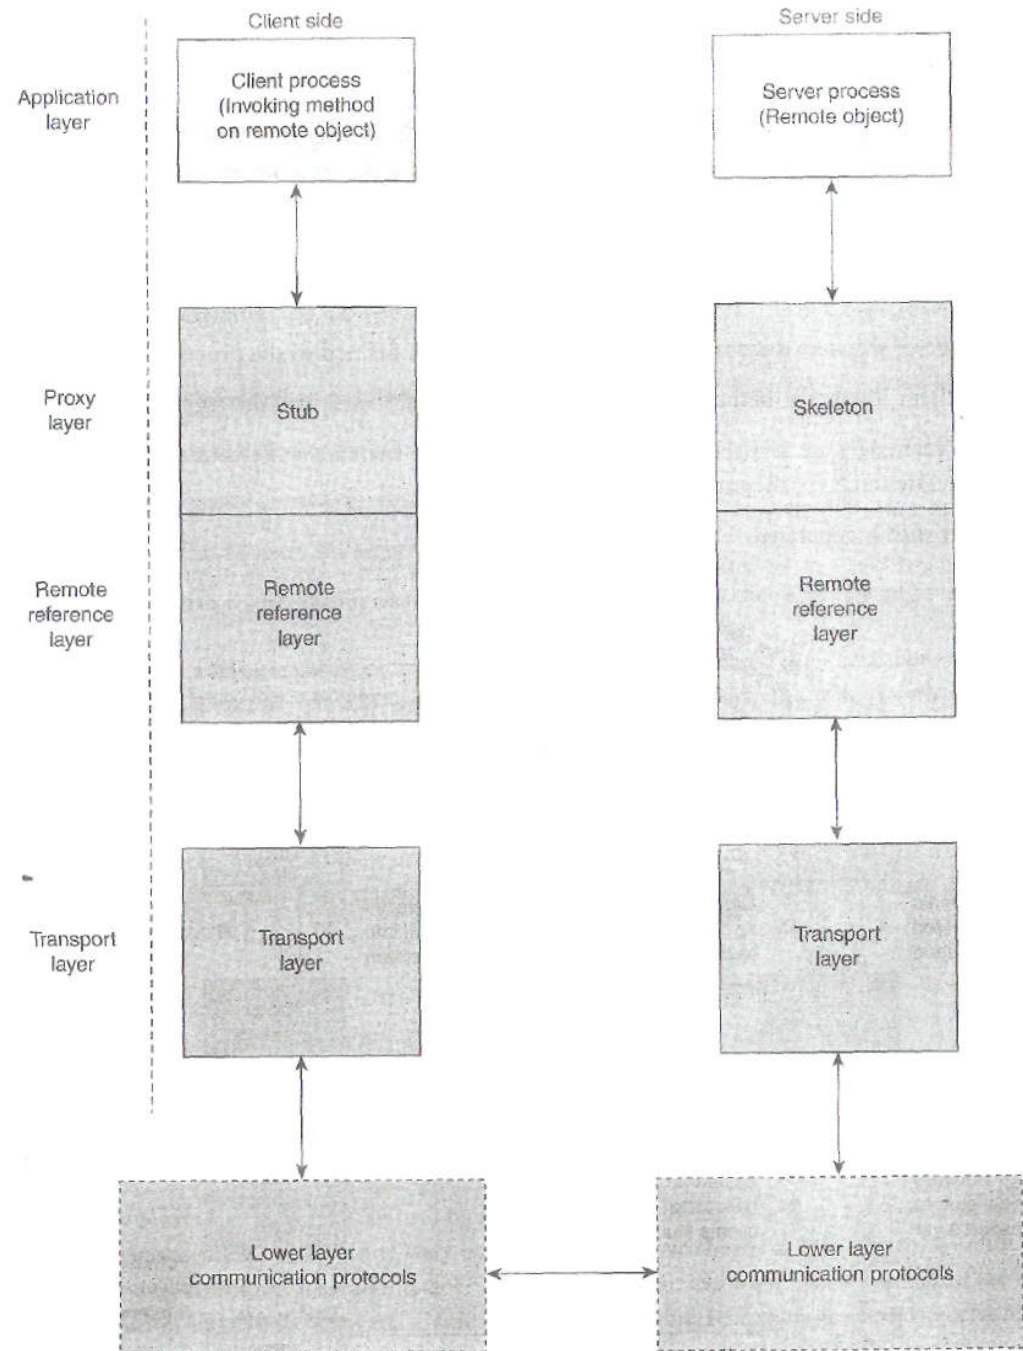 Client side
Server side
Application
layer
Client process
(Invoking method
on remote object)
Server process
(Remote object)
Proxy
layer
Stub
Skeleton
Remote
reference
layer
Remote
reference
layer
Remote
reference
layer
Transport
layer
Transport
layer
Transport
layer
Lower layer
communication protocols
Lower layer
communication protocols